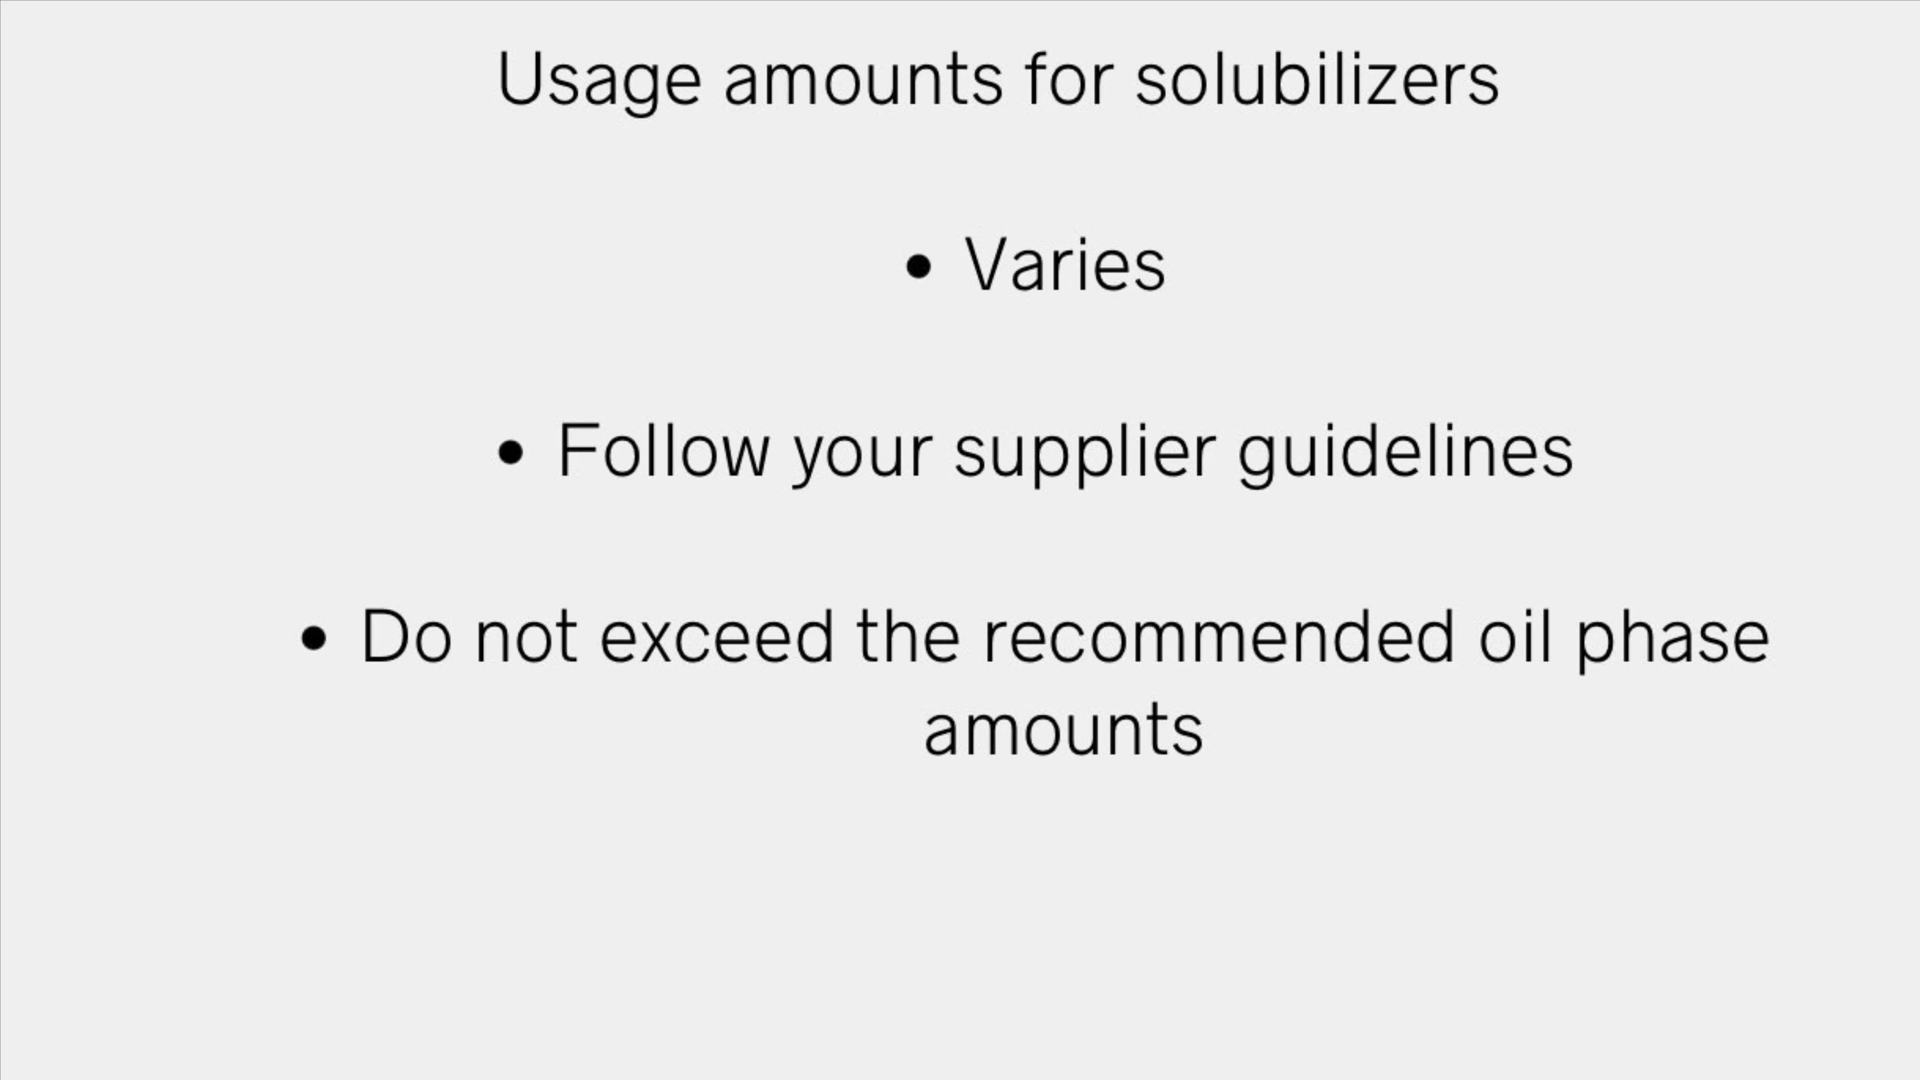 Usage amounts for solubilizers
• Varies
• Follow your supplier guidelines
• Do not exceed the recommended oil phase
amounts